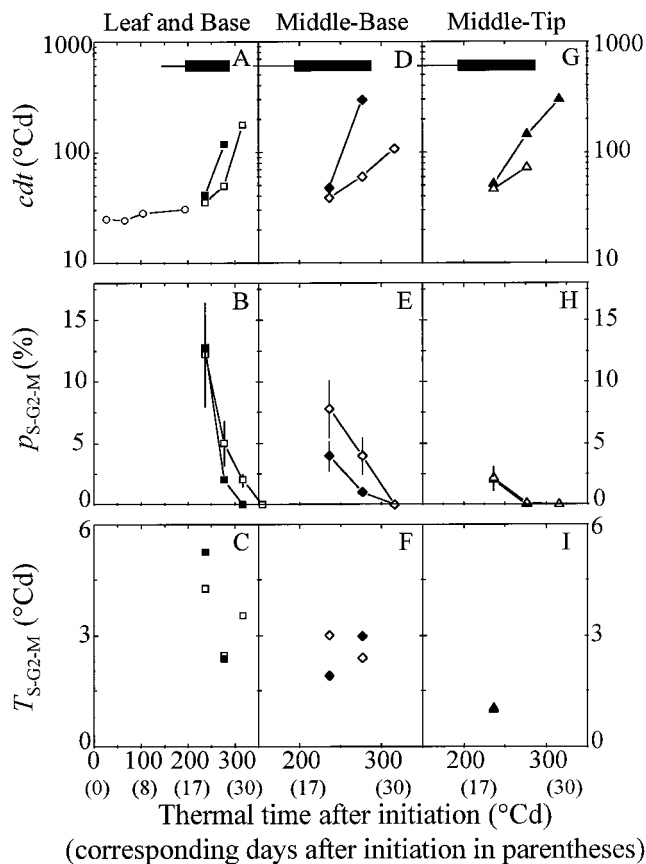 Leaf and Base Middle-Base Middle-Tip
1000 A D G 1000
cdt (°Cd)
100 100
10 10
B E H
p S-G2-M (%)
15 15
10 10
5 5
0 0
C F I
T S-G2-M (°Cd)
6 6
3 3
0 0
0 100 200 300 200 300 200 300
(0) (8) (17) (30) (17) (30) (17) (30)
Thermal time after initiation (°Cd)
(corresponding days after initiation in parentheses)